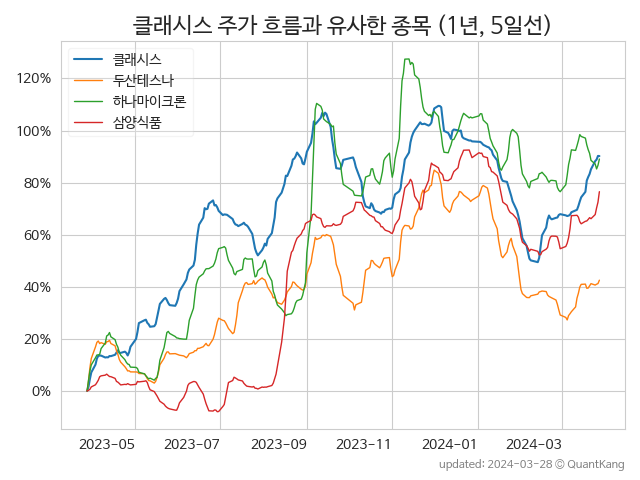 클래시스 주가 흐름과 유사한 종목 (1년, 5일선)
클래시스
두산테스나
하나마이크론
삼양식품
120%
100%
80%
60%
40%
20%
0%
2023-05 2023-07 2023-09 2023-11 2024-01 2024-03
updated: 2024-03-28 © QuantKang